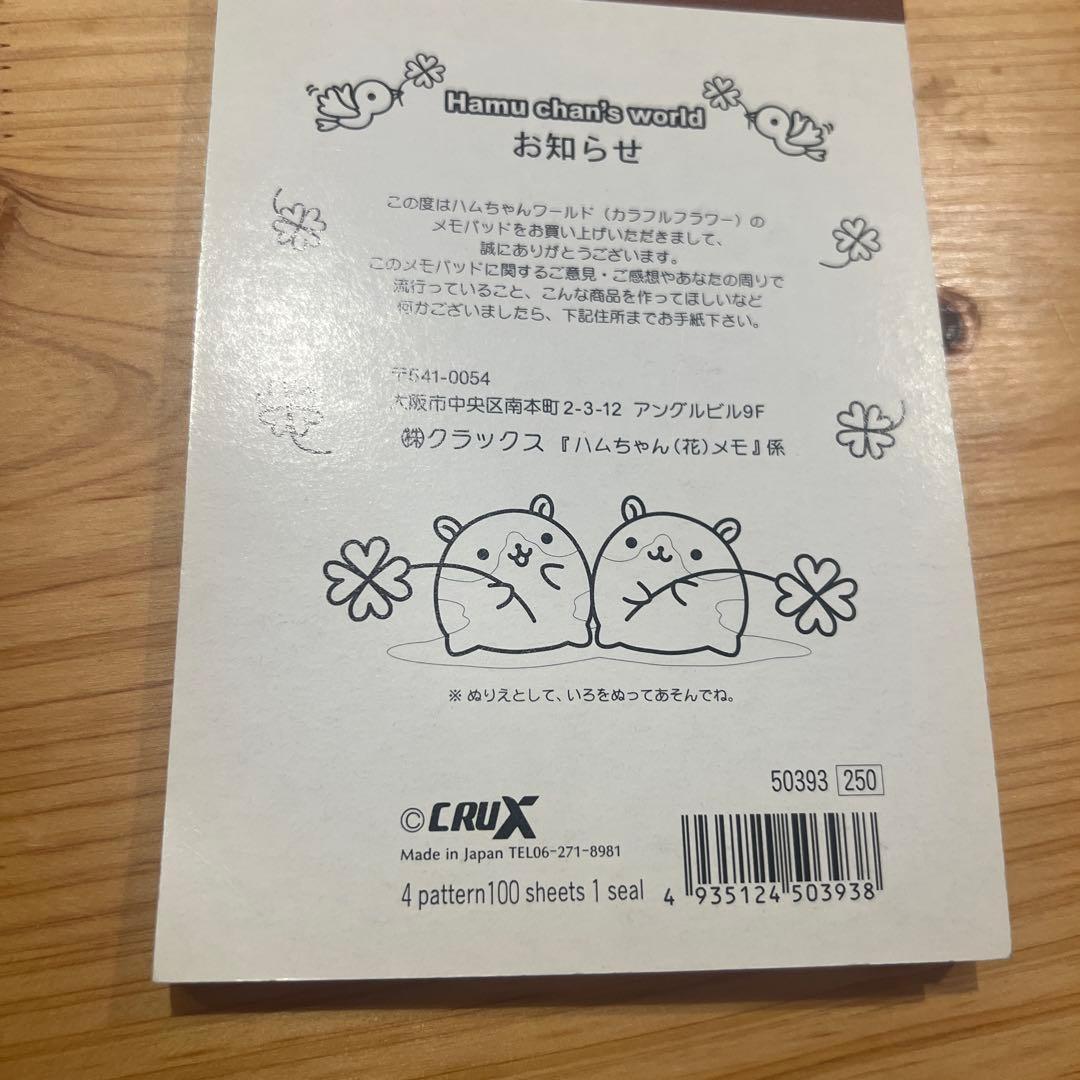 Hamu chan's world
お知らせ
この度はハムちゃんワールド（カラフルフラワー）の
メモパッドをお買い上げいただきまして、
誠にありがとうございます。
このメモパッドに関するご意見・ご感想やあなたの周りで
流行っていること、こんな商品を作ってほしいなど
何かございましたら、下記住所までお手紙下さい。
〒541-0054
大阪市中央区南本町2-3-12 アングルビル9F
㈱クラックス『ハムちゃん(花)メモ』係
※ ぬりえとして、いろをぬってあそんでね。
50393 250
©CRUX
Made in Japan TEL06-271-8981
4 pattern100 sheets 1 seal
4 935124 503938